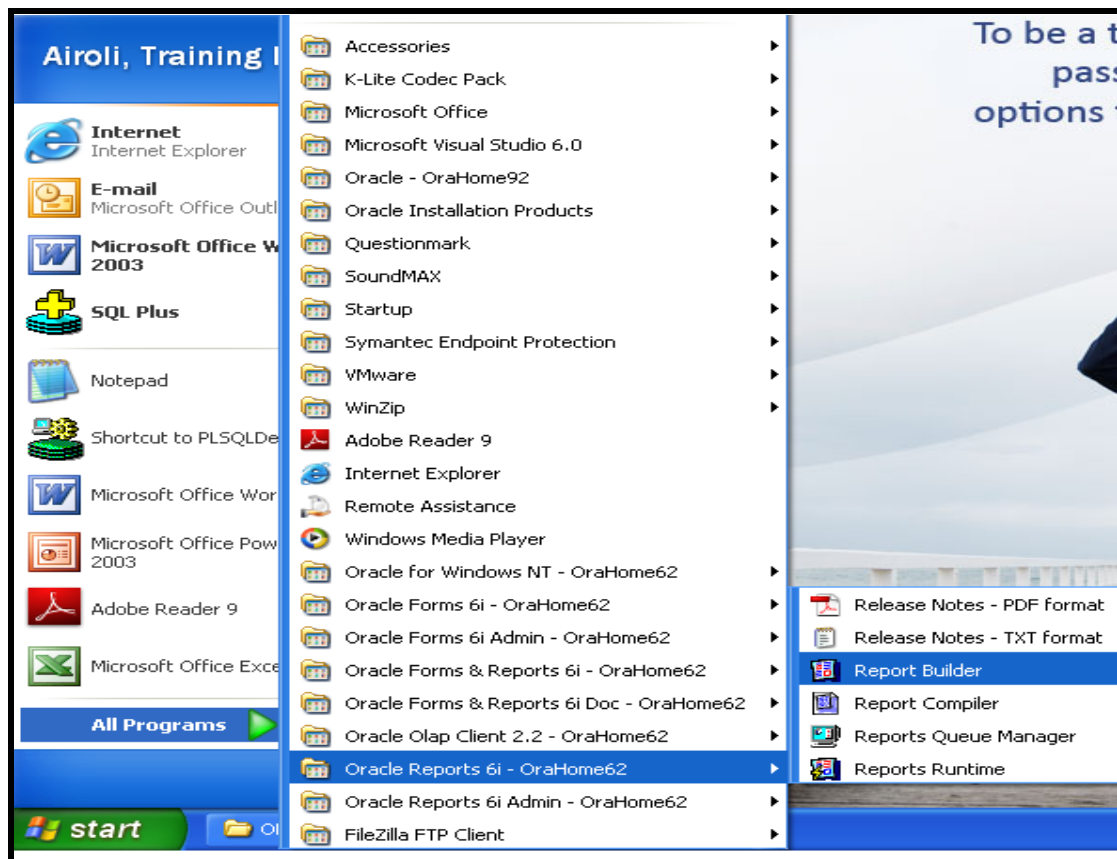 Airoli, Training
Internet
Internet Explorer
E-mail
Microsoft Office
Microsoft Office
2003
SQL Plus
Notepad
Shortcut to
Microsoft Office
Microsoft Office
2003
Adobe Reader 9
Microsoft Office
All Programs
start
Accessories
K-Lite Codec Pack
Microsoft Office
Microsoft Visual Studio 6.0
Oracle - OraHome92
Oracle Installation Products
Questionmark
SoundMAX
Startup
Symantec Endpoint Protection
VMware
WinZip
Adobe Reader 9
Internet Explorer
Remote Assistance
Windows Media Player
Oracle for Windows NT - OraHome62
Oracle Forms 6i - OraHome62
Oracle Forms 6i Admin - OraHome62
Oracle Forms & Reports 6i - OraHome62
Oracle Forms & Reports 6i Doc - OraHome62
Oracle Olap Client 2.2 - OraHome62
Oracle Reports 6i - OraHome62
Oracle Reports 6i Admin - OraHome62
FileZilla FTP Client
Release Notes - PDF format
Release Notes - TXT format
Report Builder
Report Compiler
Reports Queue Manager
Reports Runtime
To be a
options